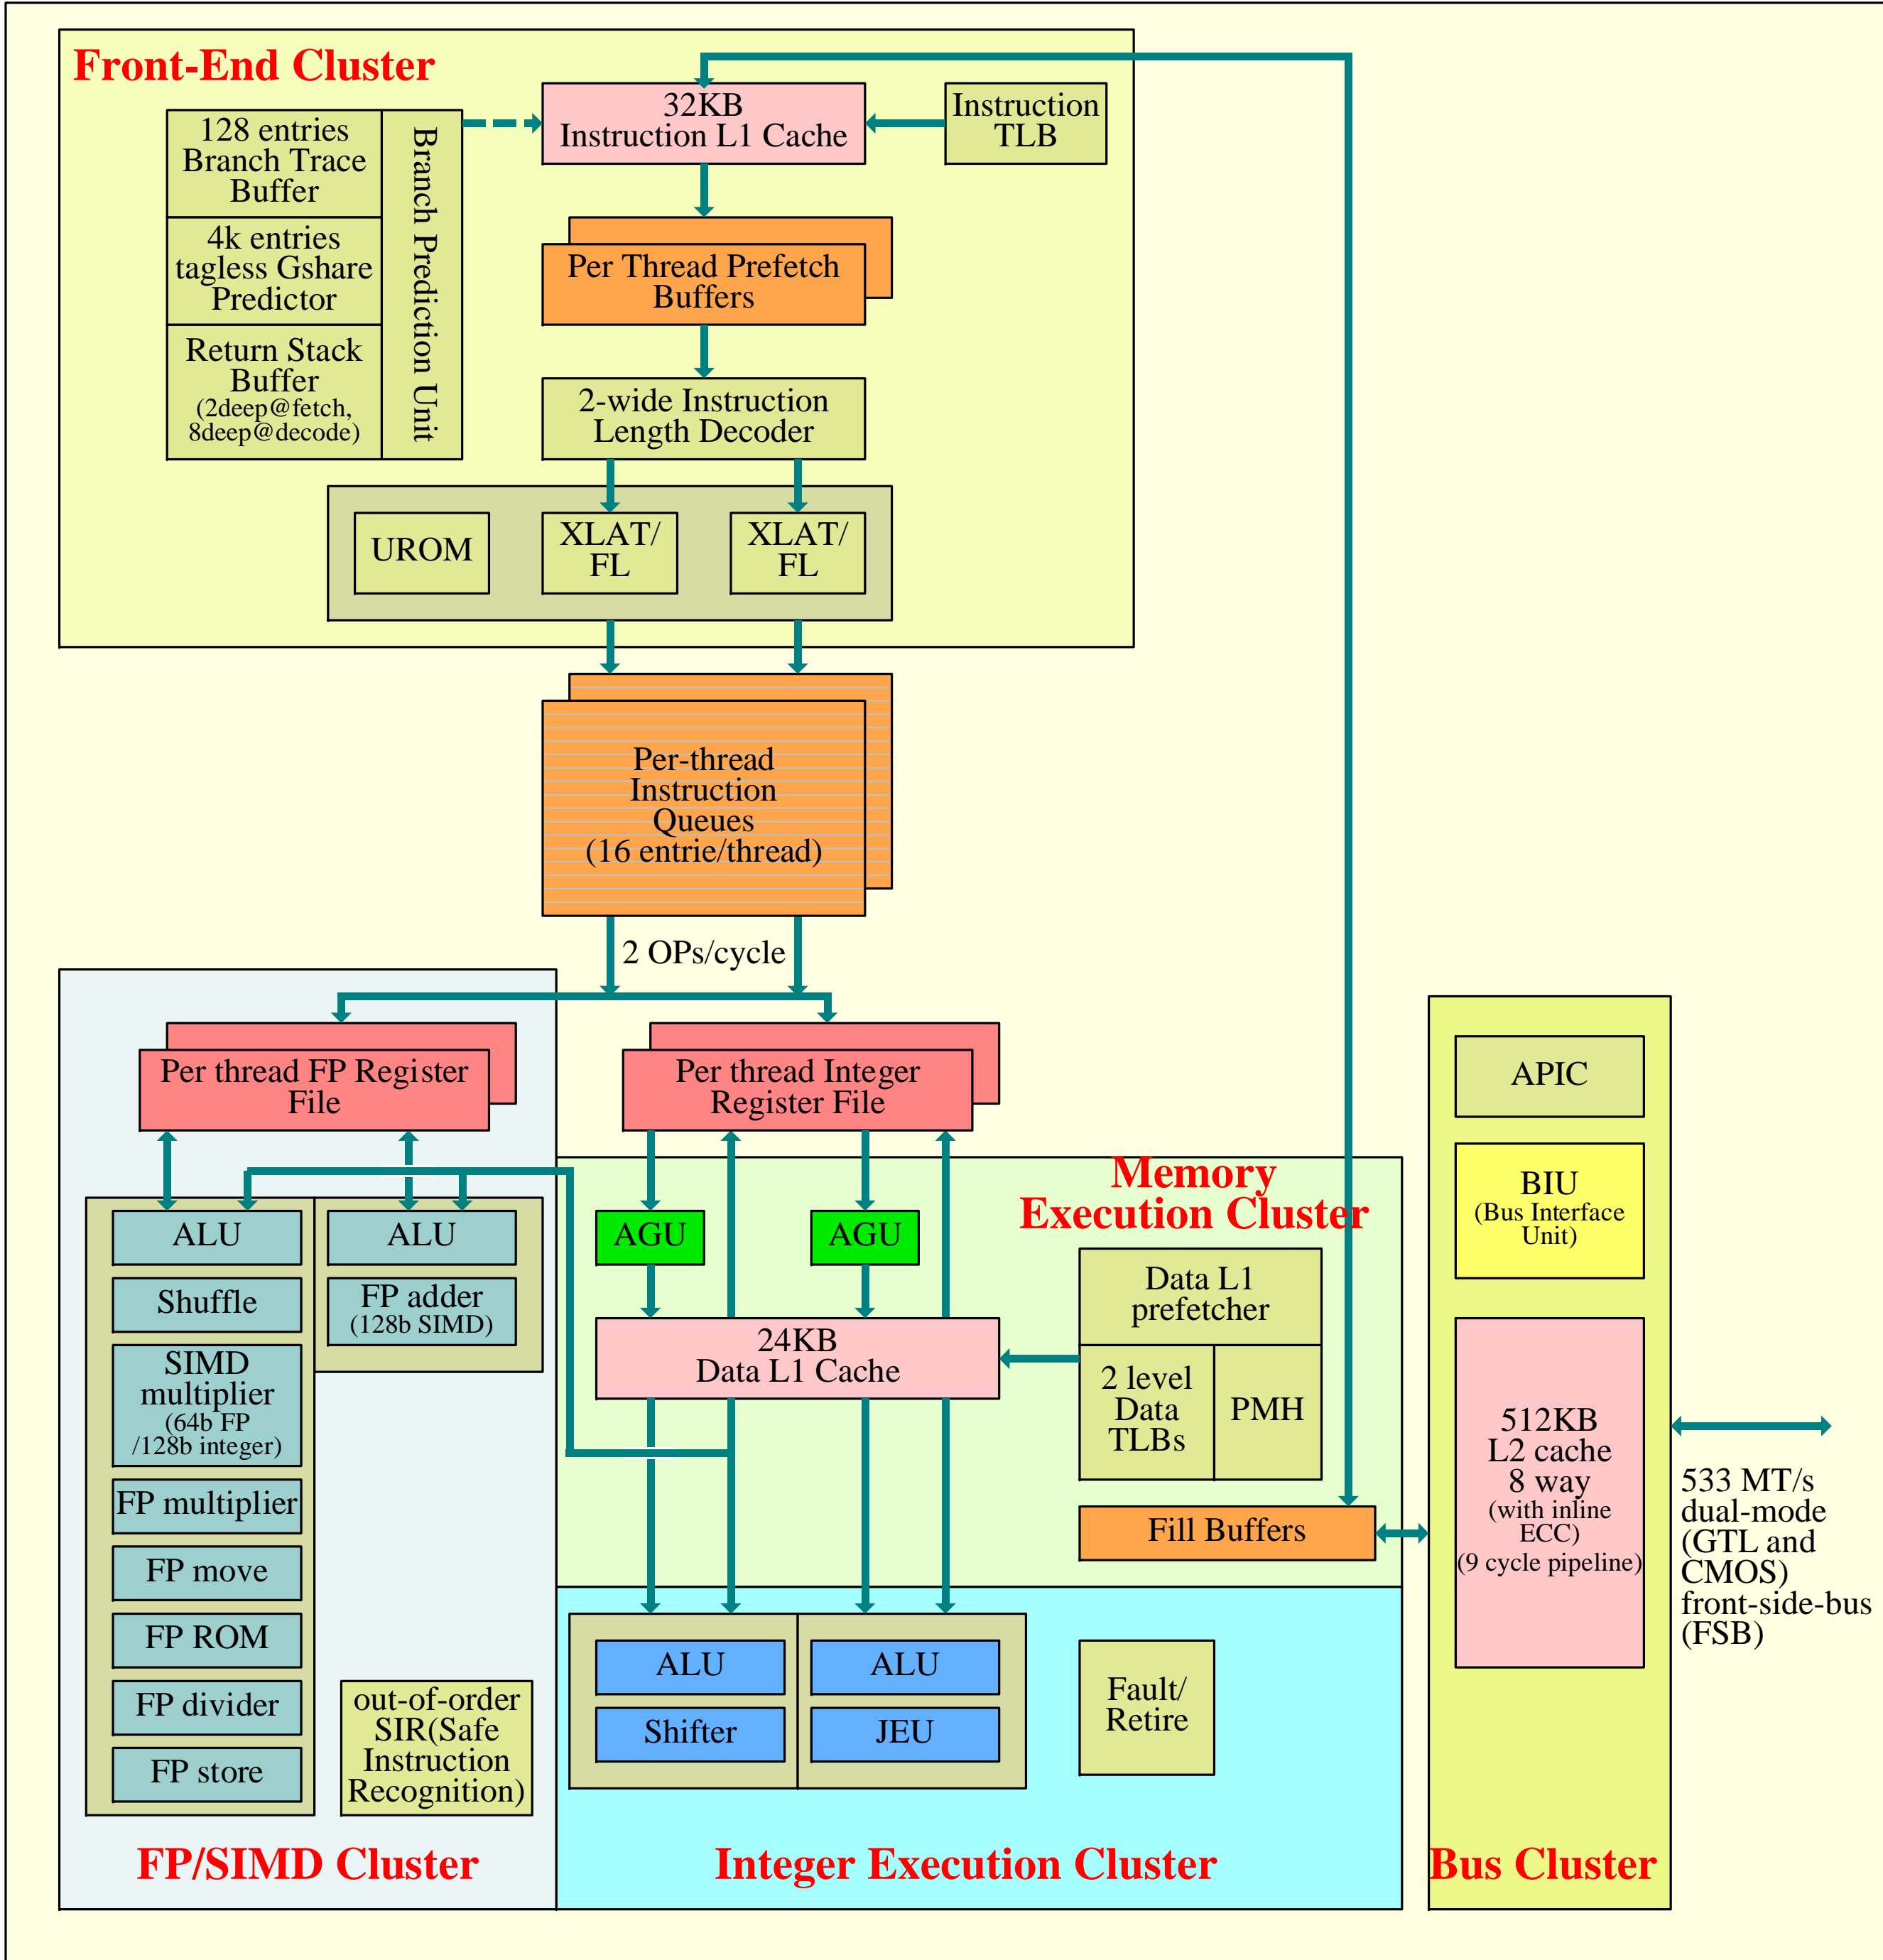 Front-End Cluster
32KB
Instruction L1 Cache
Instruction
TLB
128 entries
Branch Trace
Buffer
4k entries
tagless Gshare
Predictor
Return Stack
Buffer
(2deep@fetch,
8deep@decode)
Branch Prediction Unit
Per Thread Prefetch
Buffers
2-wide Instruction
Length Decoder
UROM
XLAT/
FL
XLAT/
FL
Per-thread
Instruction
Queues
(16 entrie/thread)
2 OPs/cycle
Per thread FP Register
File
Per thread Integer
Register File
Memory
Execution Cluster
ALU
ALU
AGU
AGU
Shuffle
FP adder
(128b SIMD)
SIMD
multiplier
(64b FP
/128b integer)
FP multiplier
FP move
FP ROM
FP divider
FP store
out-of-order
SIR(Safe
Instruction
Recognition)
FP/SIMD Cluster
24KB
Data L1 Cache
Data L1
prefetcher
2 level
Data
TLBs
PMH
Fill Buffers
ALU
Shifter
ALU
JEU
Fault/
Retire
Integer Execution Cluster
APIC
BIU
(Bus Interface
Unit)
512KB
L2 cache
8 way
(with inline
ECC)
(9 cycle pipeline)
Bus Cluster
533 MT/s
dual-mode
(GTL and
CMOS)
front-side-bus
(FSB)